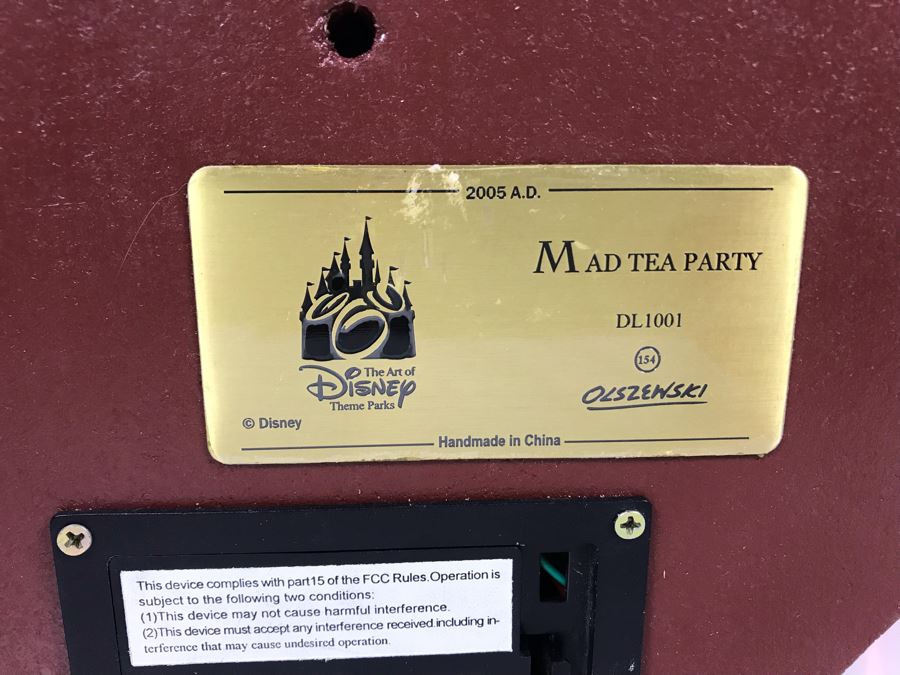 2005 A.D.
MAD TEA PARTY
DL1001
154
OLSZEWSKI
The Art of
Disney
Theme Parks
© Disney
Handmade in China
This device complies with part15 of the FCC Rules.Operation is
subject to the following two conditions:
(1)This device may not cause harmful interference.
(2)This device must accept any interference received.including in-
terference that may cause undesired operation.